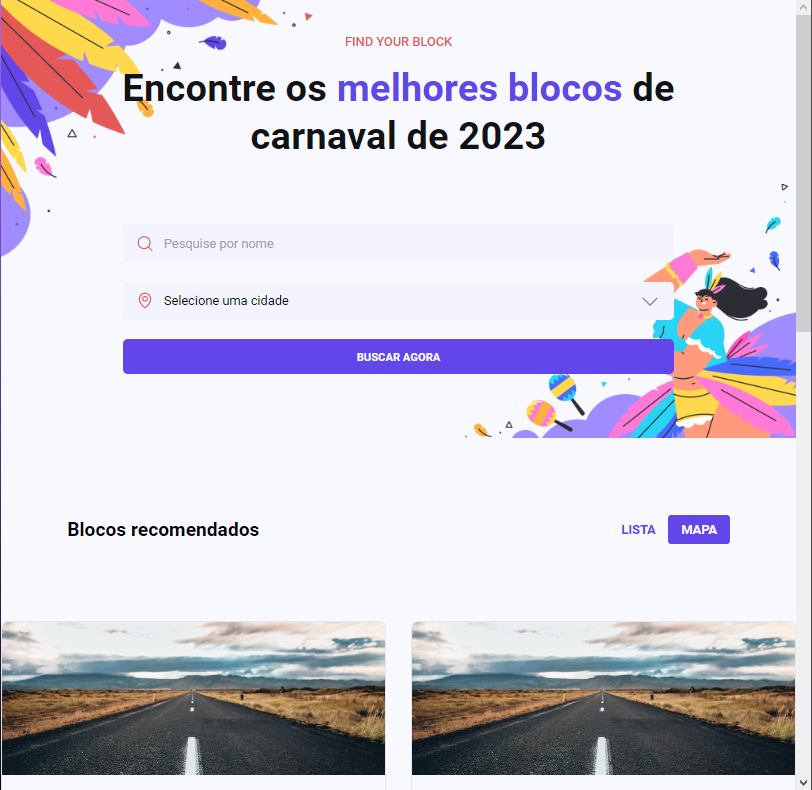 FIND YOUR BLOCK
Encontre os melhores blocos de
carnaval de 2023
Pesquise por nome
Selecione uma cidade
BUSCAR AGORA
Blocos recomendados
LISTA
MAPA